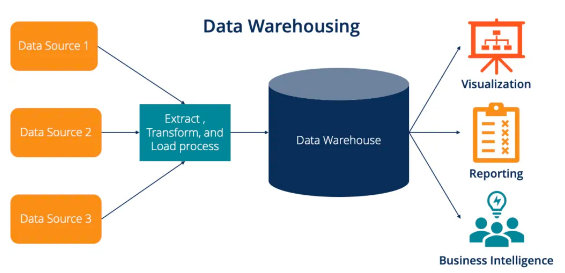 Data Warehousing
Data Source 1
Data Source 2
Data Source 3
Extract ,
Transform, and
Load process
Data Warehouse
Visualization
Reporting
Business Intelligence